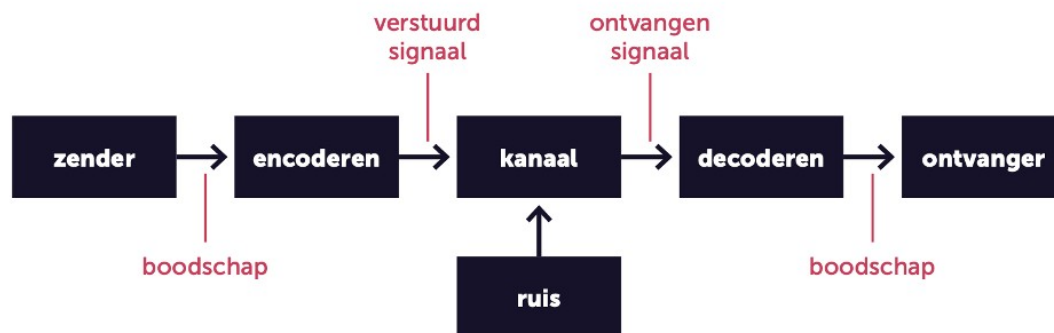 verstuurd
signaal
ontvangen
signaal
zender
encoderen
kanaal
decoderen
ontvanger
boodschap
boodschap
ruis